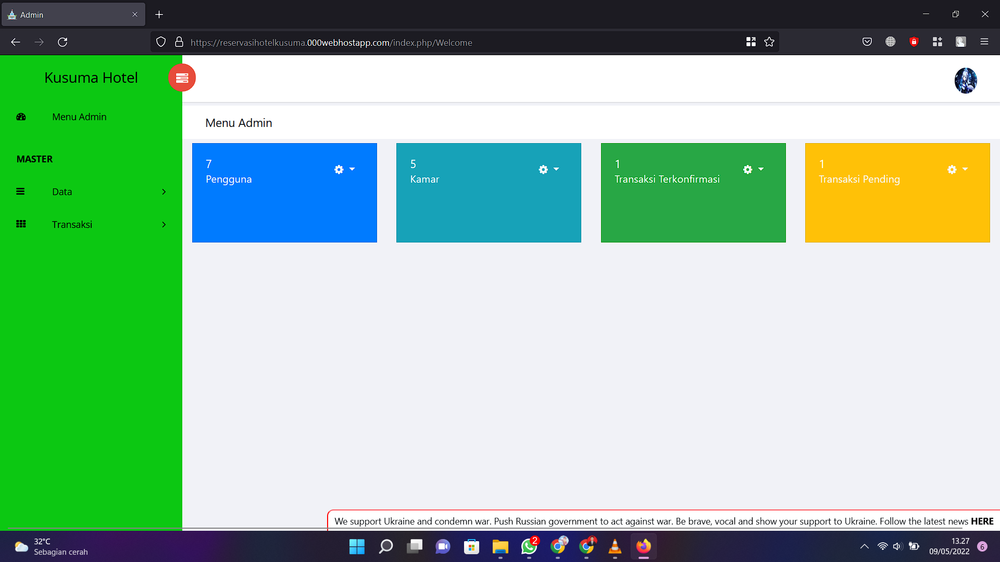 Admin
https://reservasihotelkusuma.000webhostapp.com/index.php/Welcome
Kusuma Hotel
Menu Admin
MASTER
Data
Transaksi
Menu Admin
7
Pengguna
5
Kamar
1
Transaksi Terkonfirmasi
1
Transaksi Pending
We support Ukraine and condemn war. Push Russian government to act against war. Be brave, vocal and show your support to Ukraine. Follow the latest news HERE
32°C
Sebagian cerah
2
13.27
09/05/2022
6